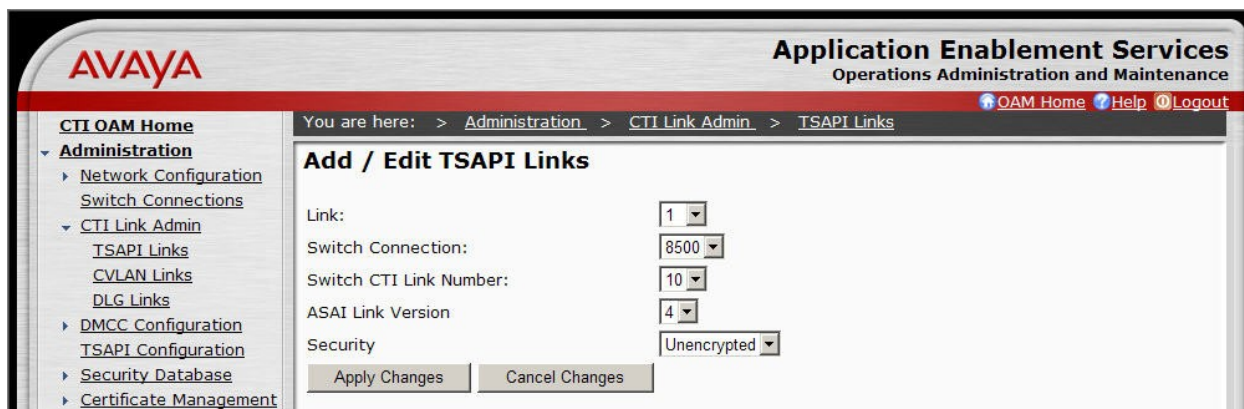 AVAYA
Application Enablement Services
Operations Administration and Maintenance
OAM Home ?Help Logout
CTI OAM Home
Administration
Network Configuration
Switch Connections
CTI Link Admin
TSAPI Links
CVLAN Links
DLG Links
DMCC Configuration
TSAPI Configuration
Security Database
Certificate Management
You are here: > Administration > CTI Link Admin > TSAPI Links
Add / Edit TSAPI Links
Link: 1
Switch Connection: 8500
Switch CTI Link Number: 10
ASAI Link Version 4
Security Unencrypted
Apply Changes Cancel Changes